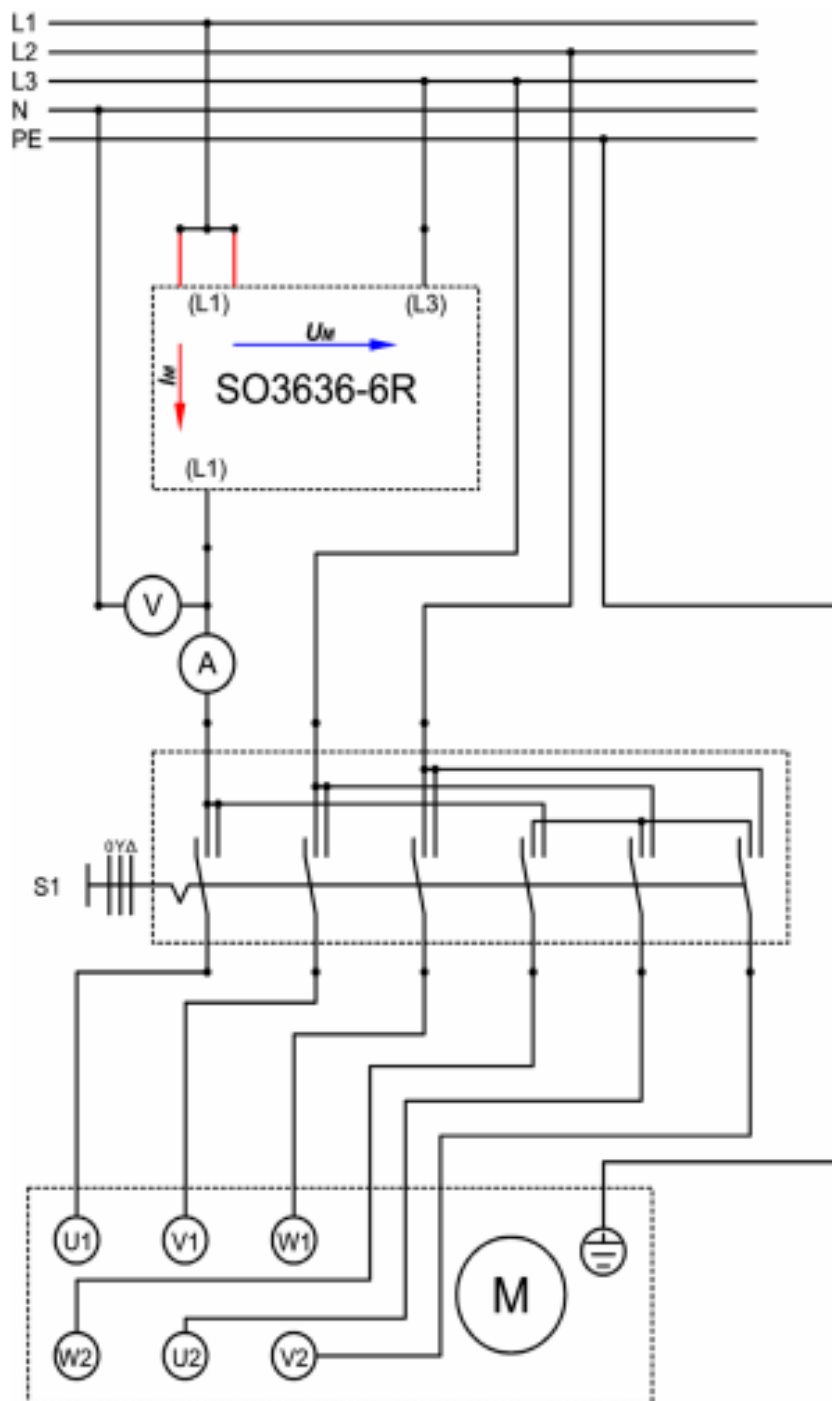 L1
L2
L3
N
PE
(L1) (L3)
UM
IM
SO3636-6R
(L1)
V
A
0YΔ
S1
U1 V1 W1
M
W2 U2 V2